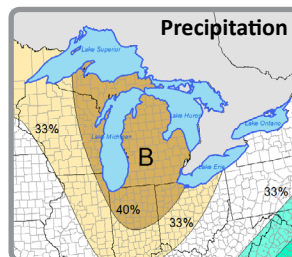 Precipitation
Lake Superior
33%
Lake Huron
Lake Ontario
Lake Michigan
B
Lake Erie
33%
40%
33%